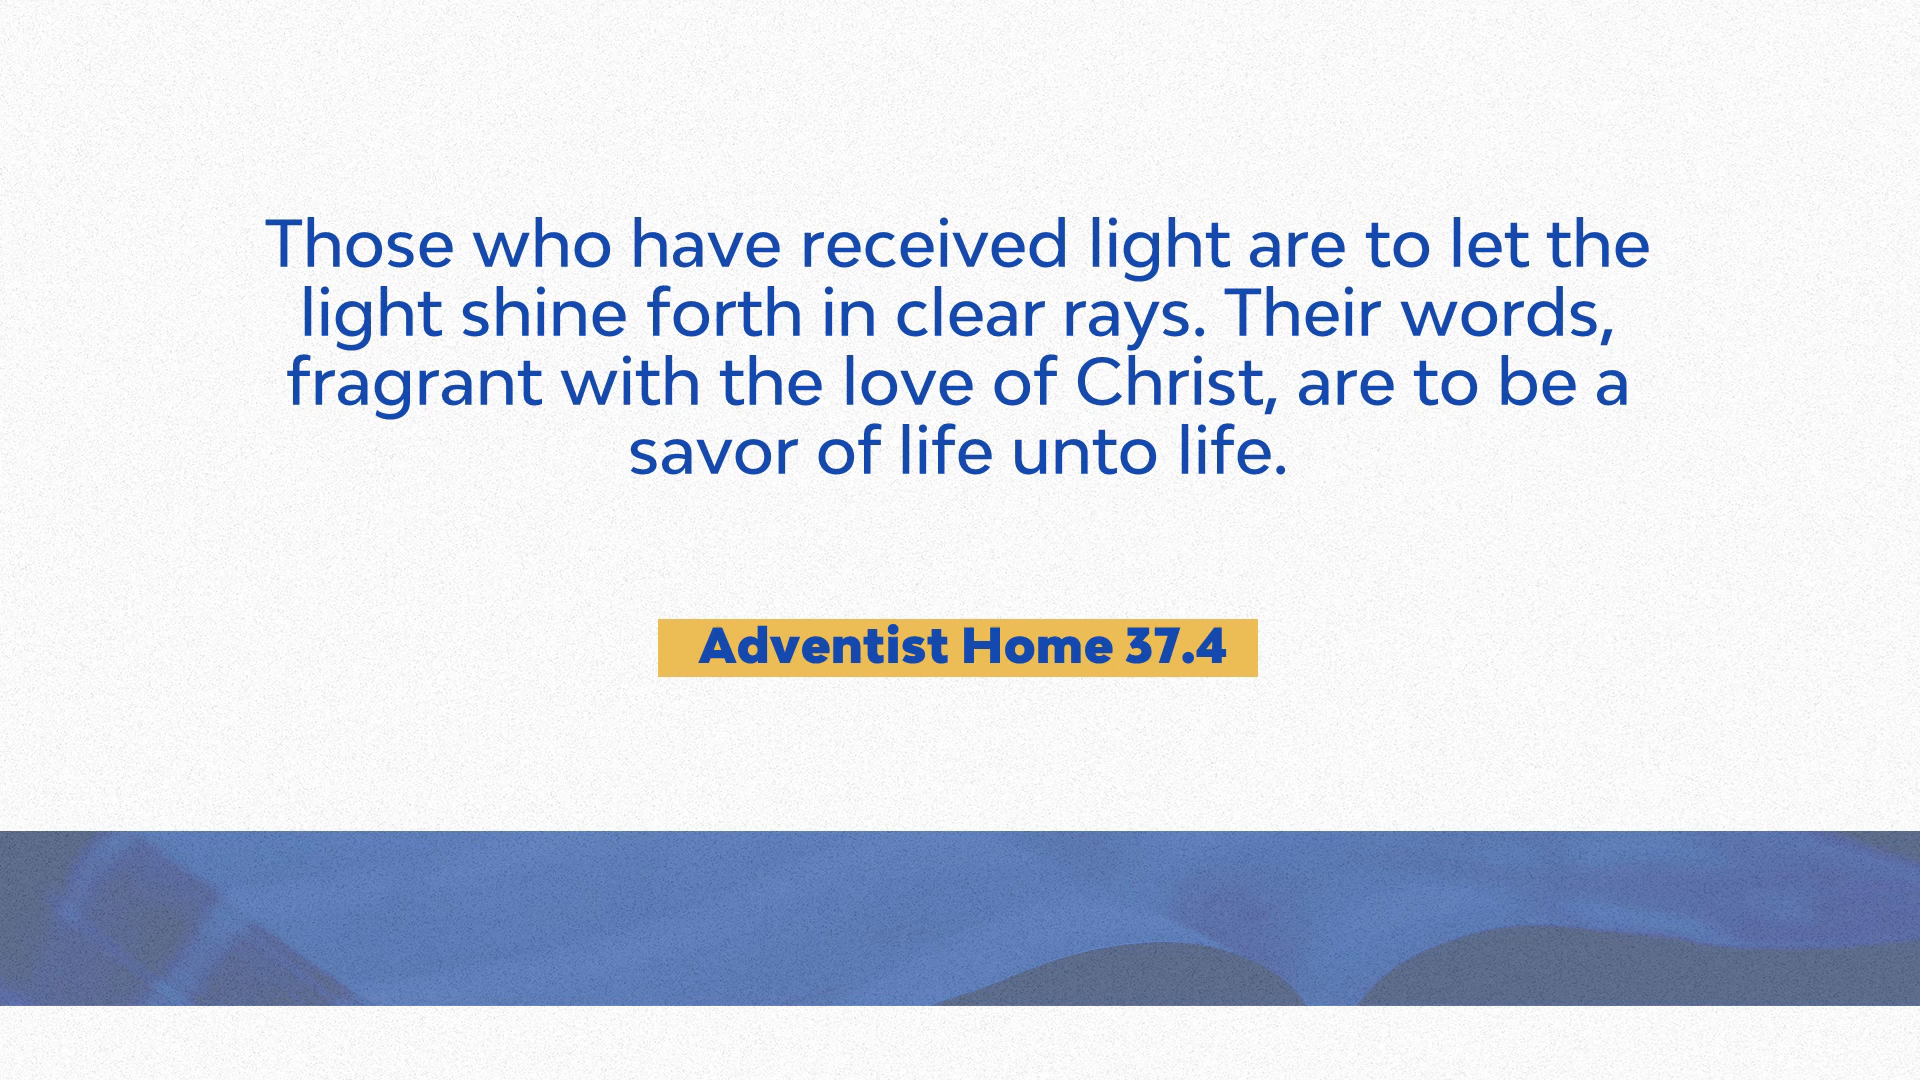 Those who have received light are to let the
light shine forth in clear rays. Their words,
fragrant with the love of Christ, are to be a
savor of life unto life.
Adventist Home 37.4